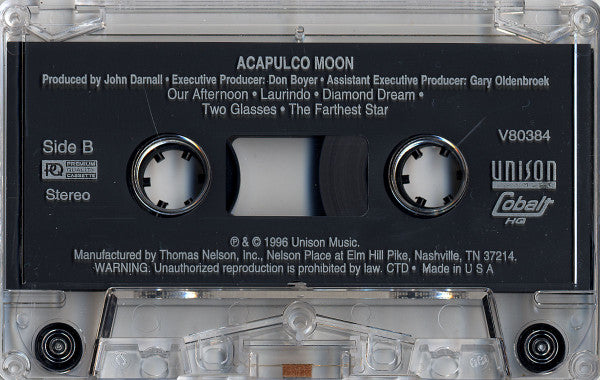 ACAPULCO MOON
Produced by John Darnall • Executive Producer: Don Boyer • Assistant Executive Producer: Gary Oldenbroek
Our Afternoon • Laurindo • Diamond Dream •
Two Glasses • The Farthest Star
Side B
V80384
PQ PREMIUM
CASSETTE
UNISON
Stereo
Cobalt
HQ
℗ & © 1996 Unison Music.
Manufactured by Thomas Nelson, Inc., Nelson Place at Elm Hill Pike, Nashville, TN 37214.
WARNING. Unauthorized reproduction is prohibited by law. CTD • Made in U S A